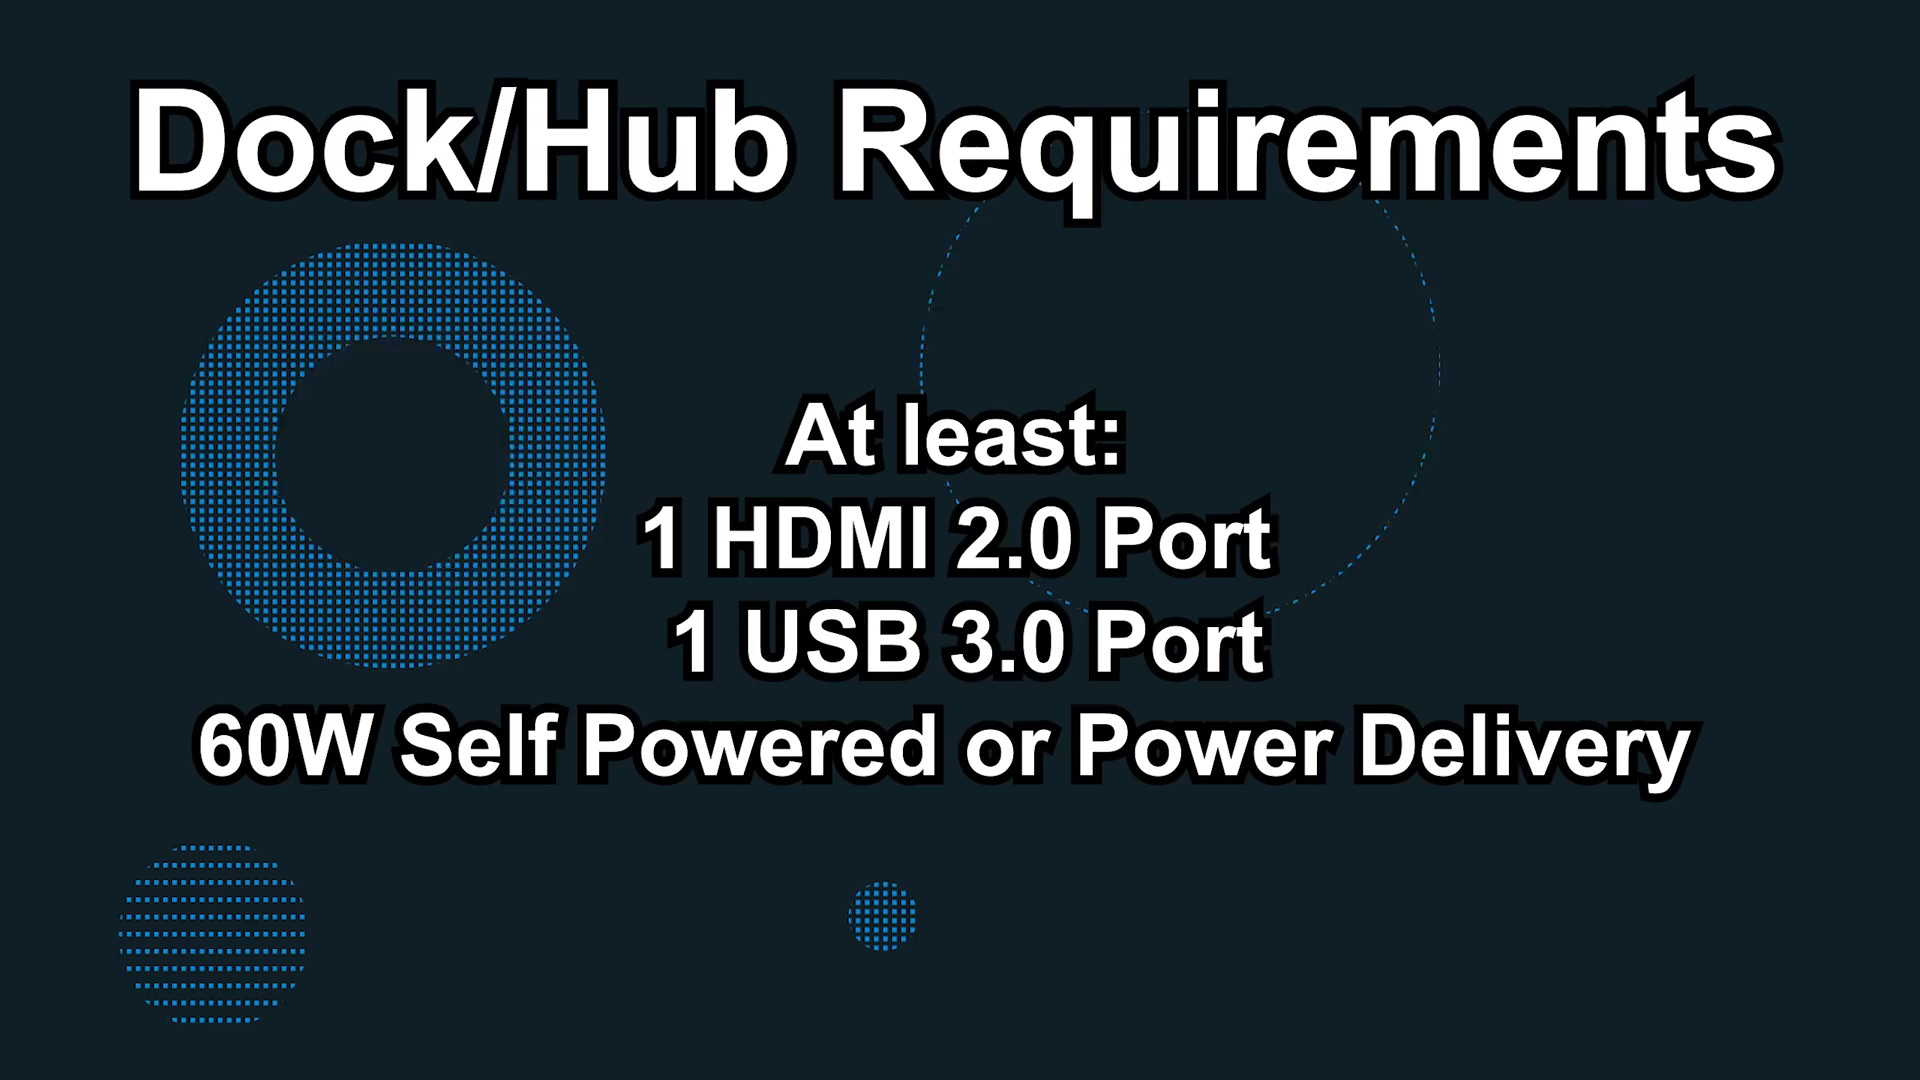 Dock/Hub Requirements
At least:
1 HDMI 2.0 Port
1 USB 3.0 Port
60W Self Powered or Power Delivery